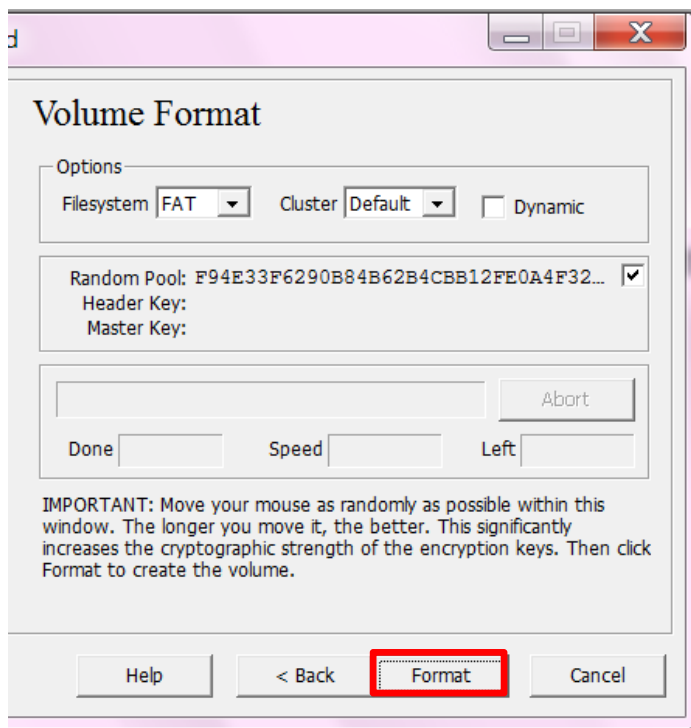 d
Volume Format
Options
Filesystem FAT Cluster Default Dynamic
Random Pool: F94E33F6290B84B62B4CBB12FE0A4F32...
Header Key:
Master Key:
Abort
Done Speed Left
IMPORTANT: Move your mouse as randomly as possible within this
window. The longer you move it, the better. This significantly
increases the cryptographic strength of the encryption keys. Then click
Format to create the volume.
Help < Back Format Cancel